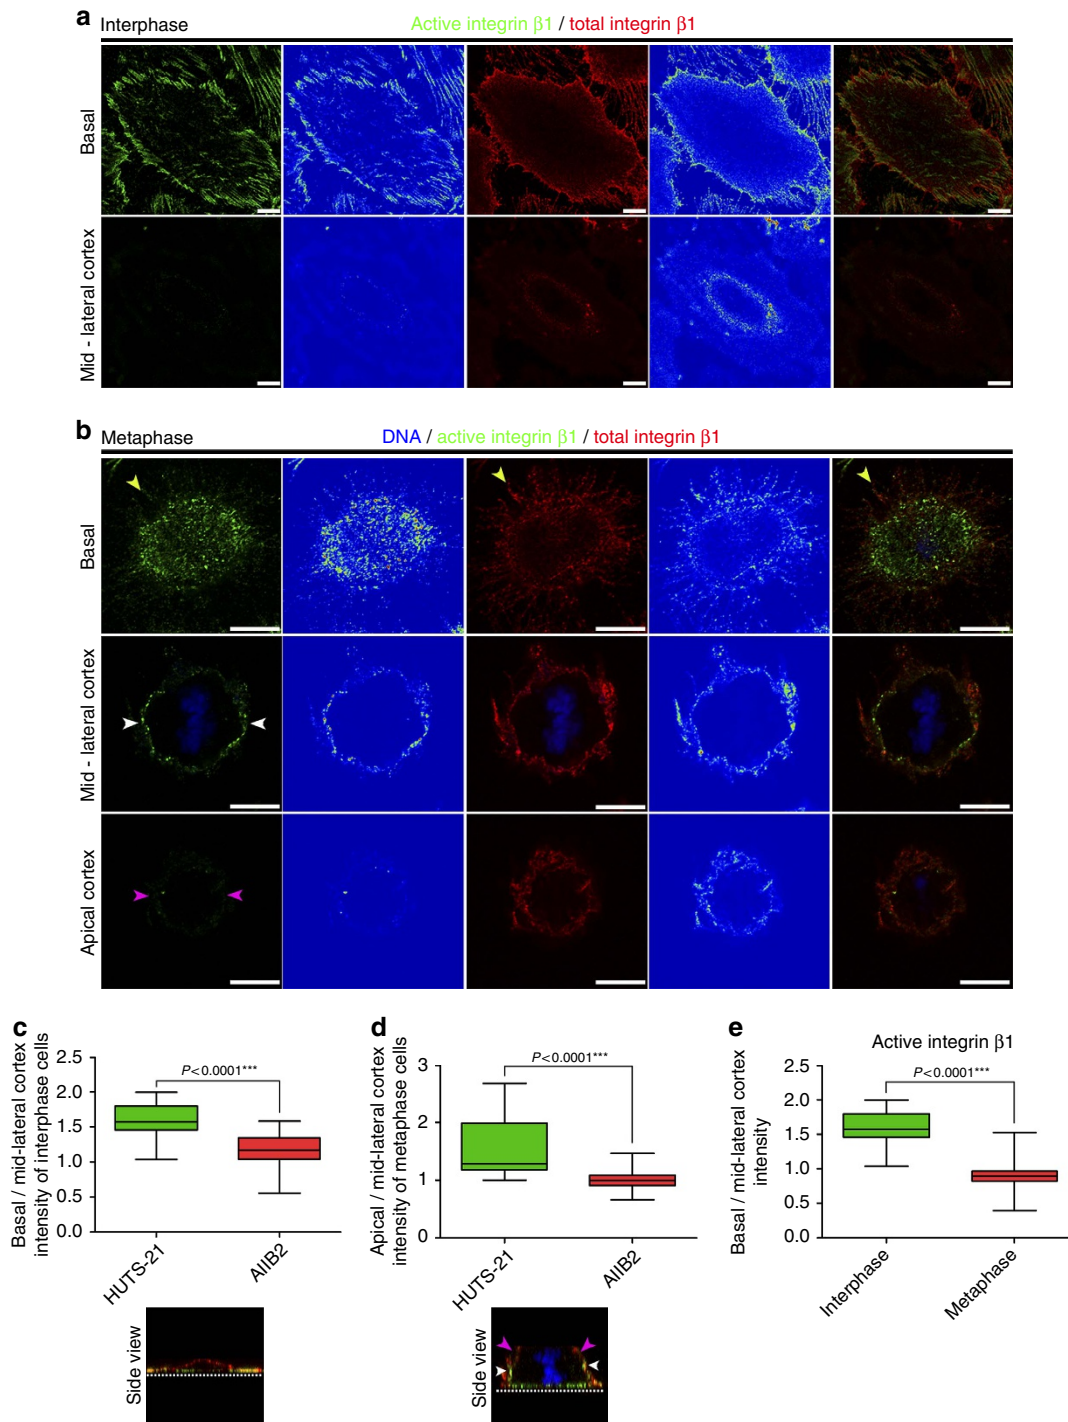 a Interphase Active integrin β1 / total integrin β1
Basal
Mid - lateral cortex
b Metaphase DNA / active integrin β1 / total integrin β1
Basal
Mid - lateral cortex
Apical cortex
c
Basal / mid-lateral cortex
intensity of interphase cells
2.5
2.0
1.5
1.0
0.5
0.0
P<0.0001***
HUTS-21
AIIB2
Side view
d
Apical / mid-lateral cortex
intensity of metaphase cells
3
2
1
0
P<0.0001***
HUTS-21
AIIB2
Side view
e
Active integrin β1
Basal / mid-lateral cortex
intensity
2.5
2.0
1.5
1.0
0.5
0.0
P<0.0001***
Interphase
Metaphase